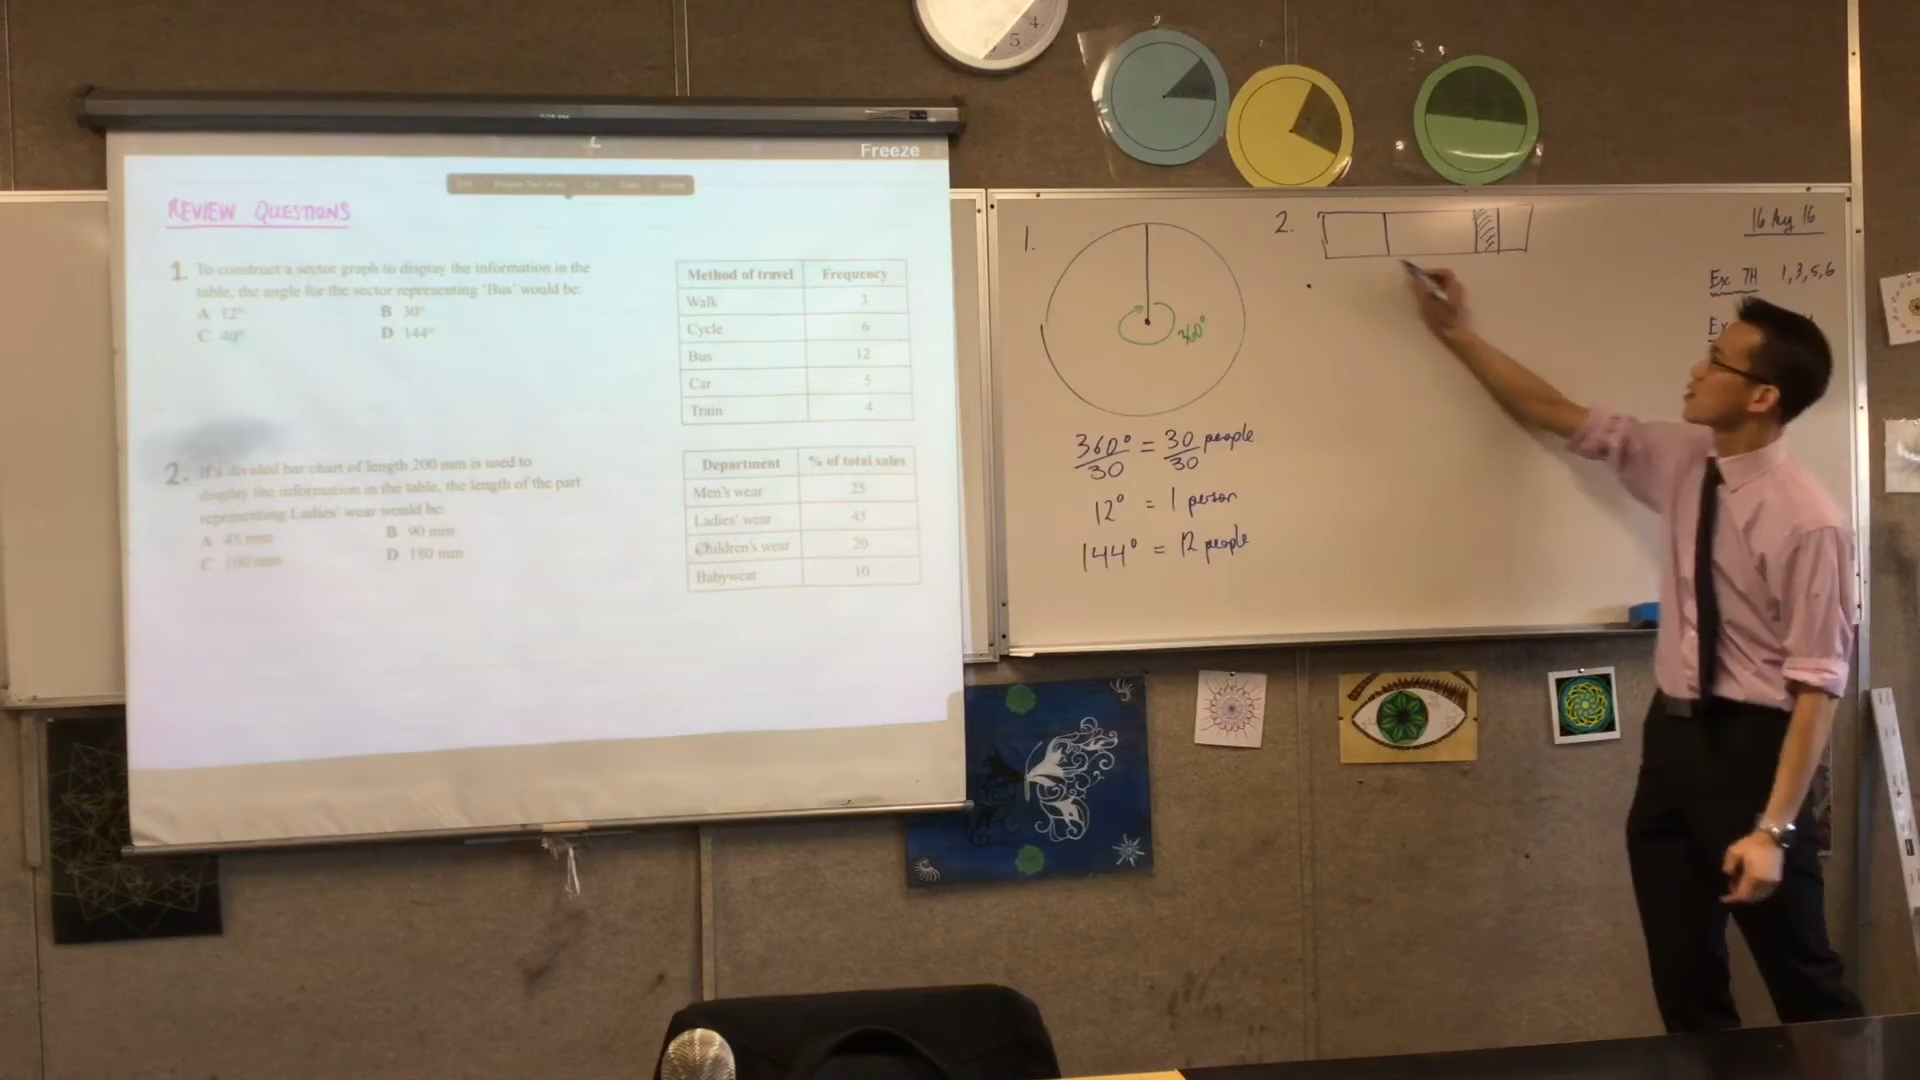 Freeze
REVIEW QUESTIONS
1. To construct a sector graph to display the information in the
table, the angle for the sector representing 'Bus' would be:
A 12° B 30°
C 40° D 144°
Method of travel Frequency
Walk 3
Cycle 6
Bus 12
Car 5
Train 4
2. If a divided bar chart of length 200 mm is used to
display the information in the table, the length of the part
representing Ladies' wear would be:
A 45 mm B 90 mm
C 100 mm D 180 mm
Department % of total sales
Men's wear 25
Ladies' wear 45
Children's wear 20
Babywear 10
1.
360°
360° = 30 people
30 30
12° = 1 person
144° = 12 people
2.
16 Aug 16
Ex 7H 1,3,5,6
4
5